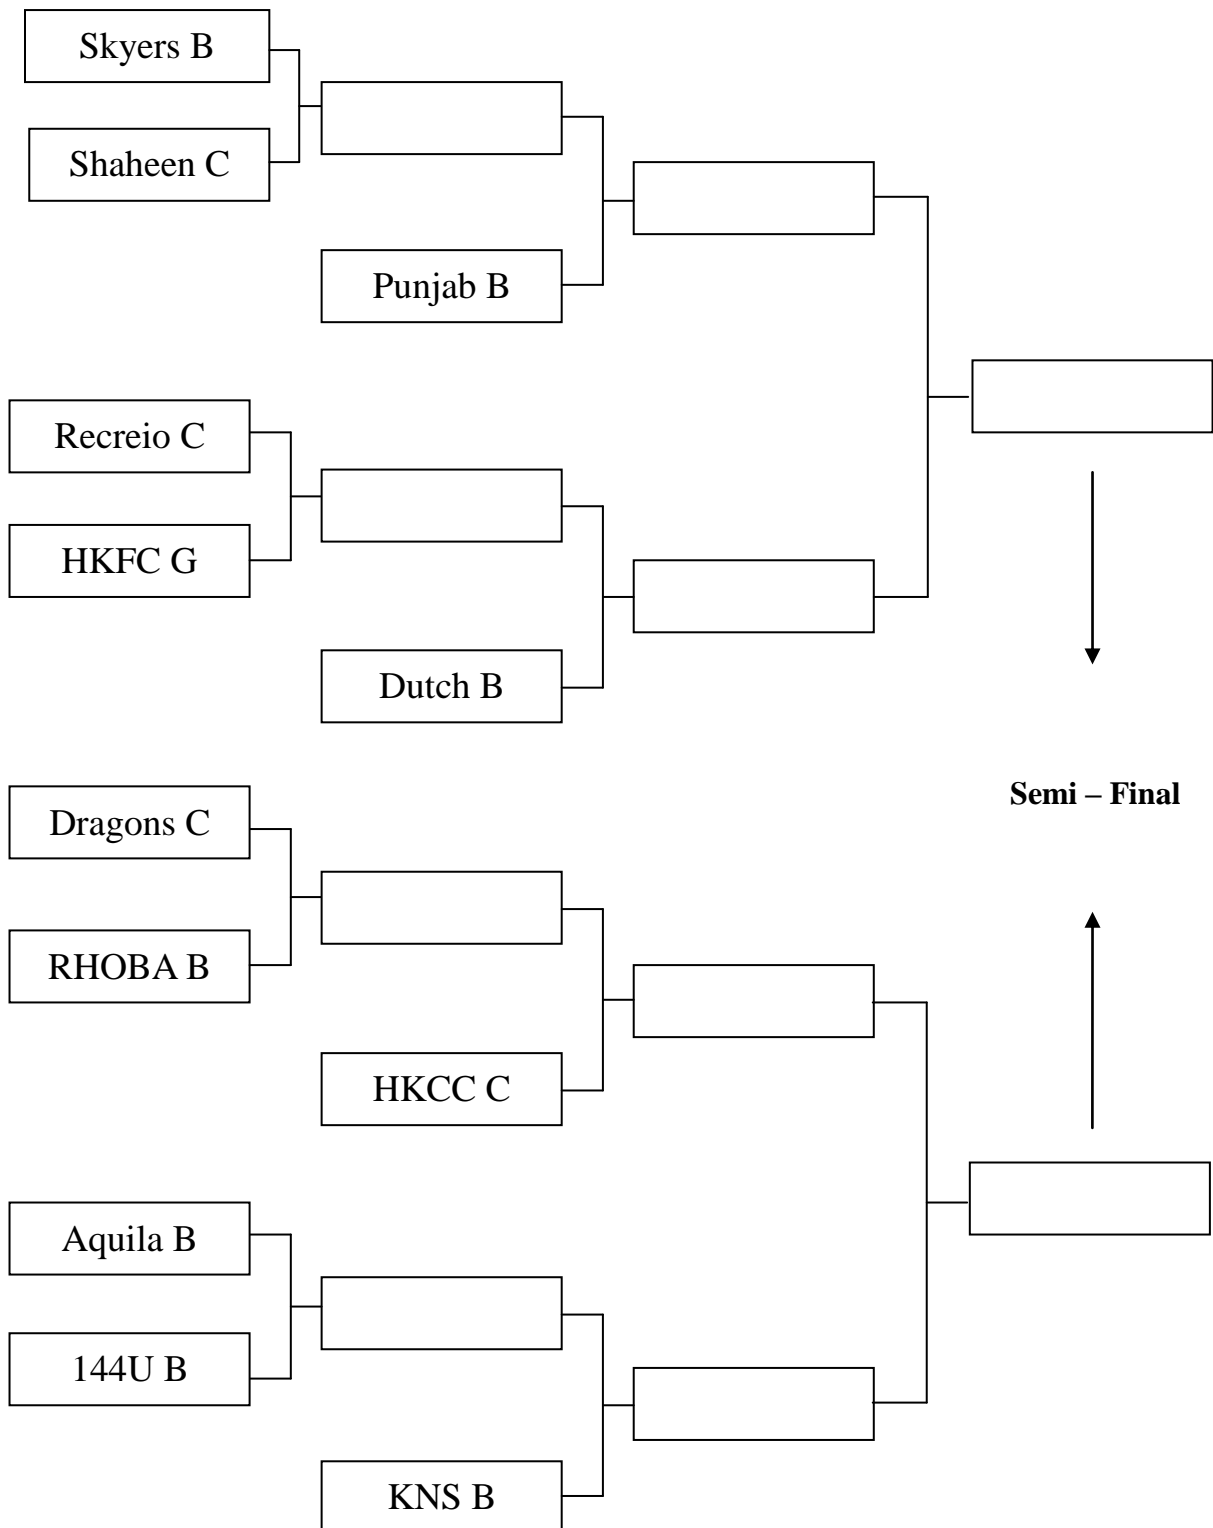 Skyers B
Shaheen C
Punjab B
Recreio C
HKFC G
Dutch B
Semi – Final
Dragons C
RHOBA B
HKCC C
Aquila B
144U B
KNS B